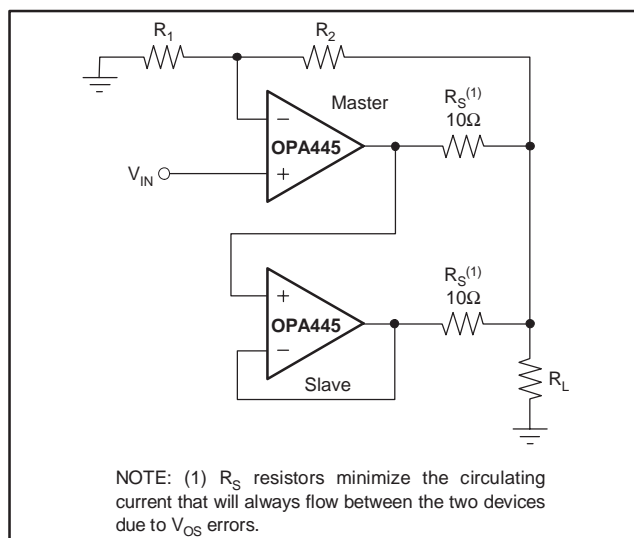 R1
R2
Master
RS(1)
10Ω
−
OPA445
+
VIN
RS(1)
10Ω
+
OPA445
−
Slave
RL
NOTE: (1) RS resistors minimize the circulating
current that will always flow between the two devices
due to VOS errors.